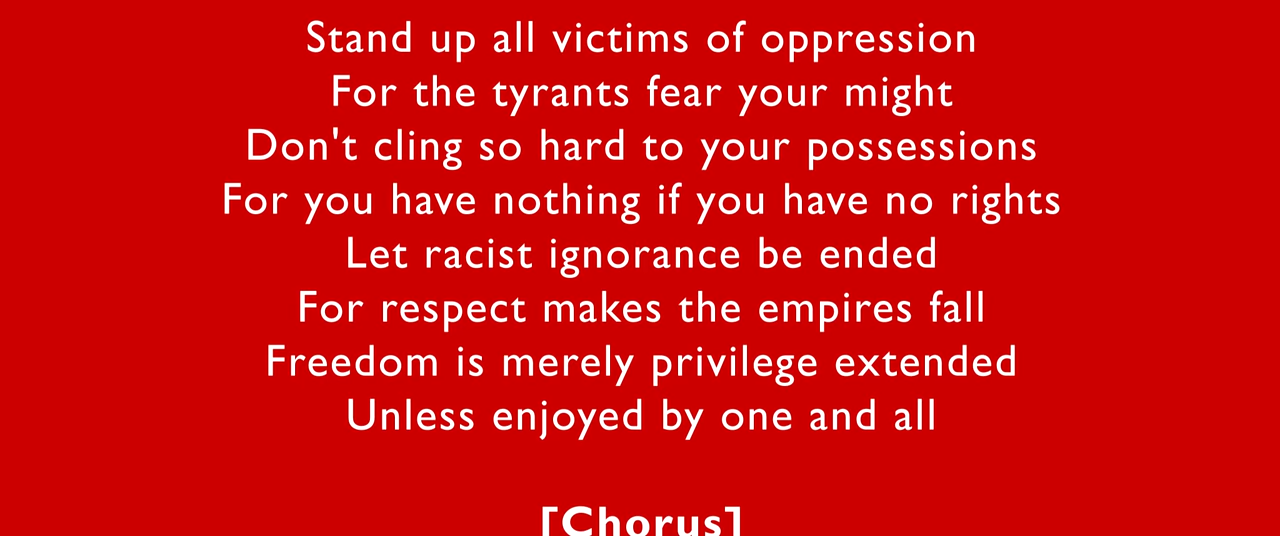 Stand up all victims of oppression
For the tyrants fear your might
Don't cling so hard to your possessions
For you have nothing if you have no rights
Let racist ignorance be ended
For respect makes the empires fall
Freedom is merely privilege extended
Unless enjoyed by one and all
[Chorus]